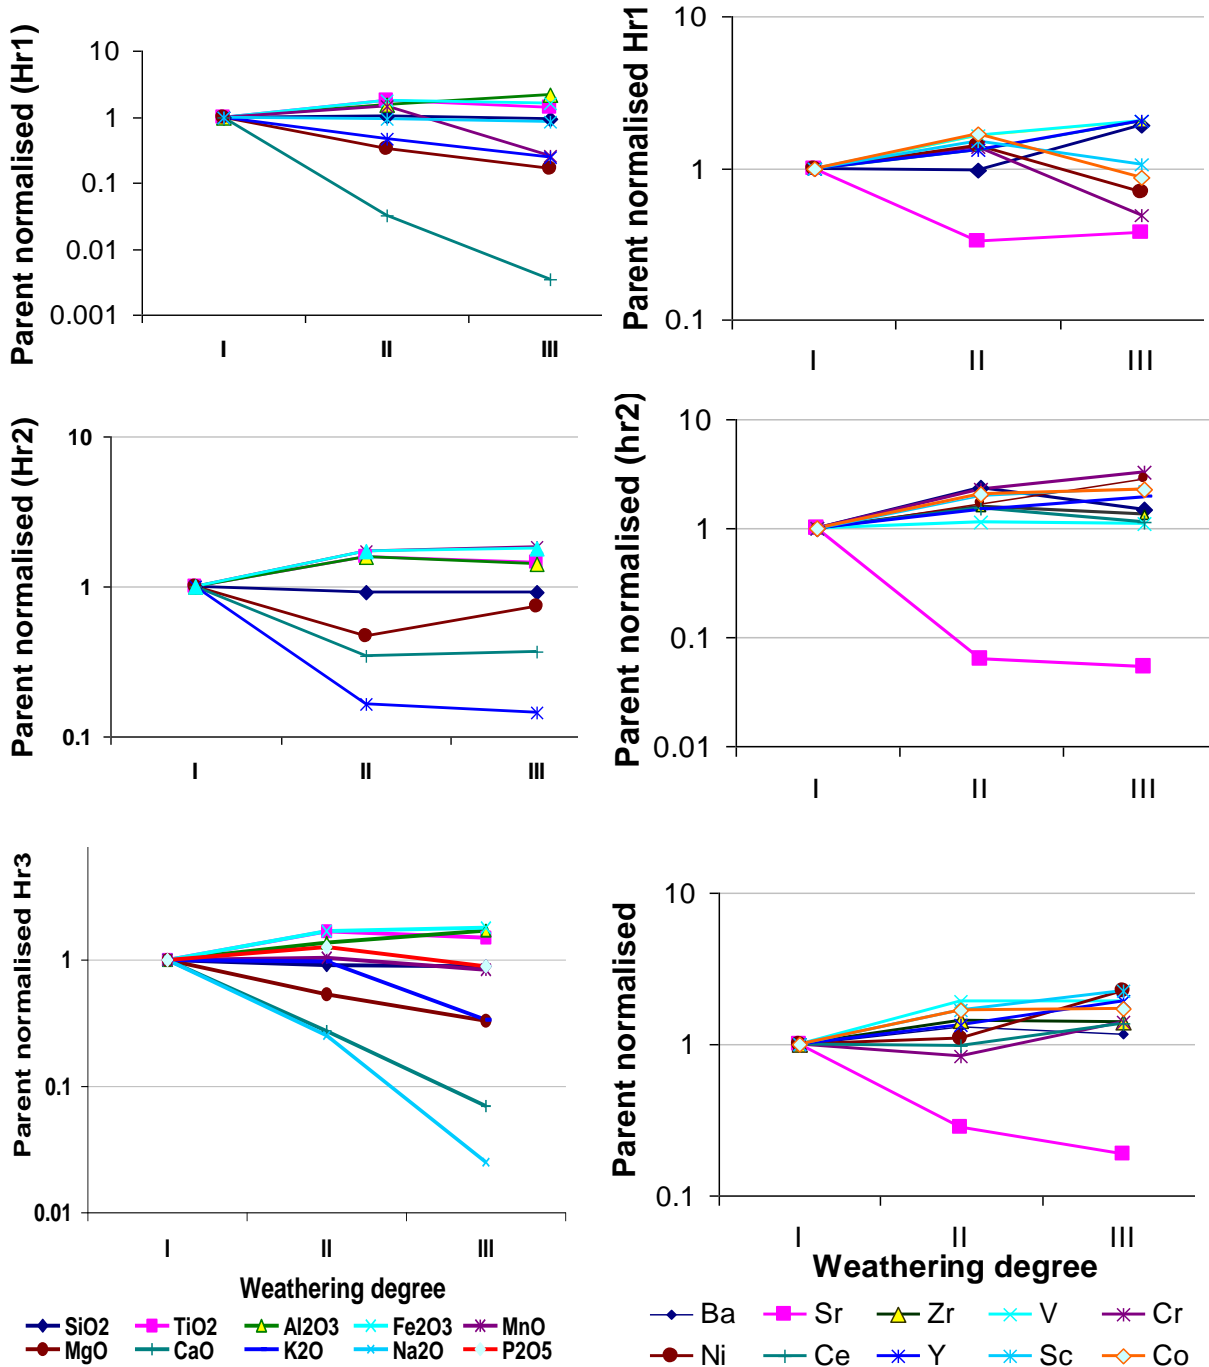 Parent normalised (Hr1)
10
1
0.1
0.01
0.001
I II III
Parent normalised Hr1
10
1
0.1
I II III
Parent normalised (Hr2)
10
1
0.1
I II III
Parent normalised (hr2)
10
1
0.1
0.01
I II III
Parent normalised Hr3
1
0.1
0.01
I II III
Weathering degree
SiO2 TiO2 Al2O3 Fe2O3 MnO
MgO CaO K2O Na2O P2O5
Parent normalised
10
1
0.1
I II III
Weathering degree
Ba Sr Zr V Cr
Ni Ce Y Sc Co